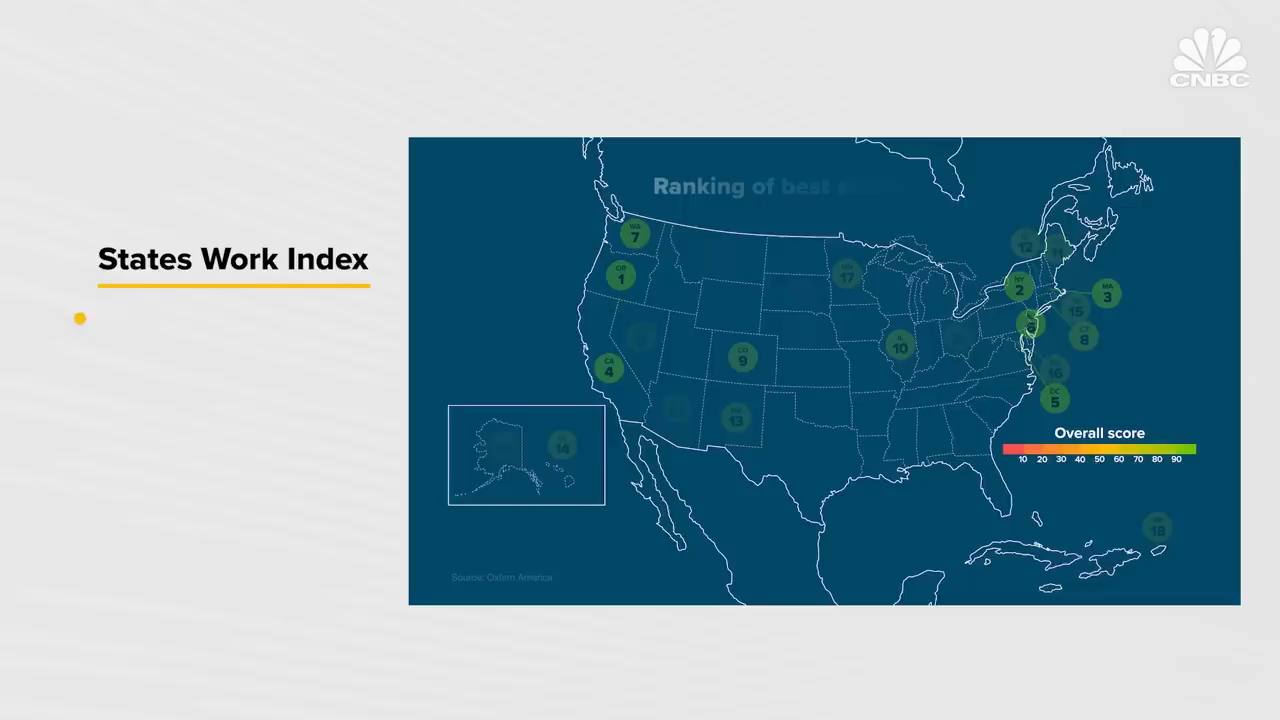 CNBC
Ranking of best
States Work Index
WA
7
OR
1
CA
4
CO
9
13
MN
17
IL
10
12
11
NY
2
MA
3
15
CT
8
16
DC
5
14
18
Overall score
10 20 30 40 50 60 70 80 90
Source: Oxfam America